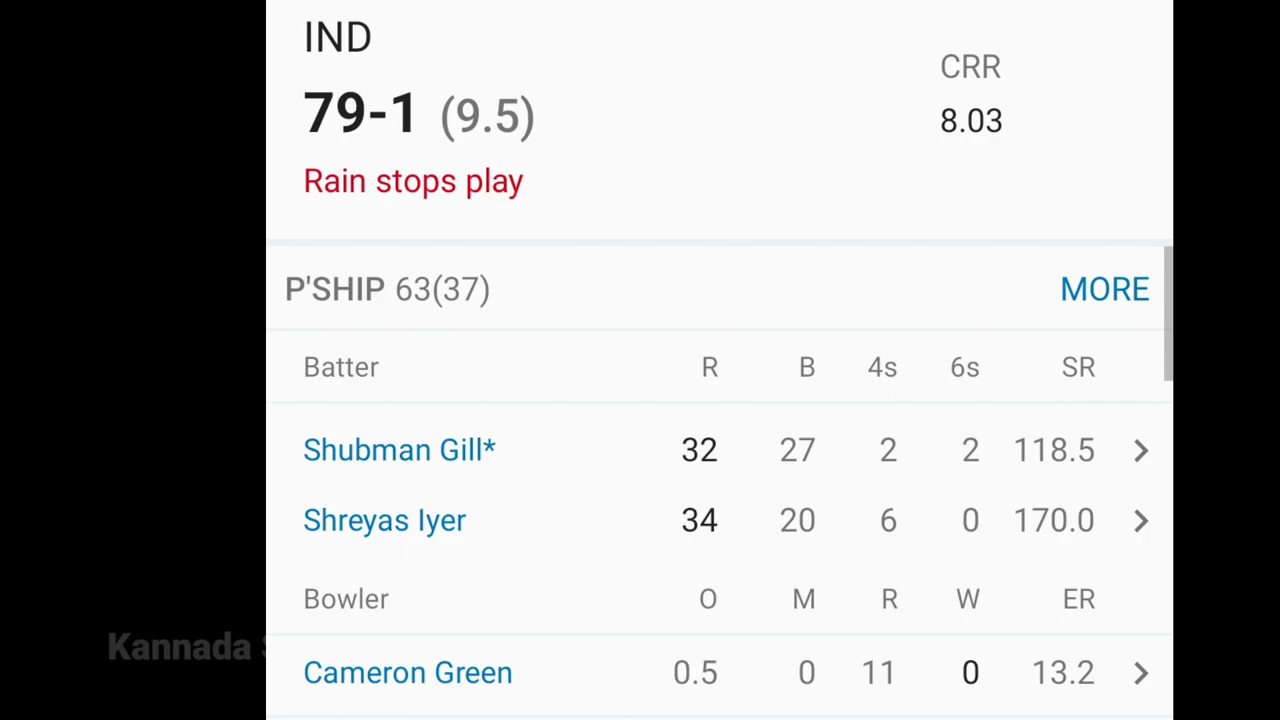 IND
CRR
79-1 (9.5)
8.03
Rain stops play
P'SHIP 63(37) MORE
Batter R B 4s 6s SR
Shubman Gill* 32 27 2 2 118.5
Shreyas Iyer 34 20 6 0 170.0
Bowler O M R W ER
Kannada
Cameron Green 0.5 0 11 0 13.2